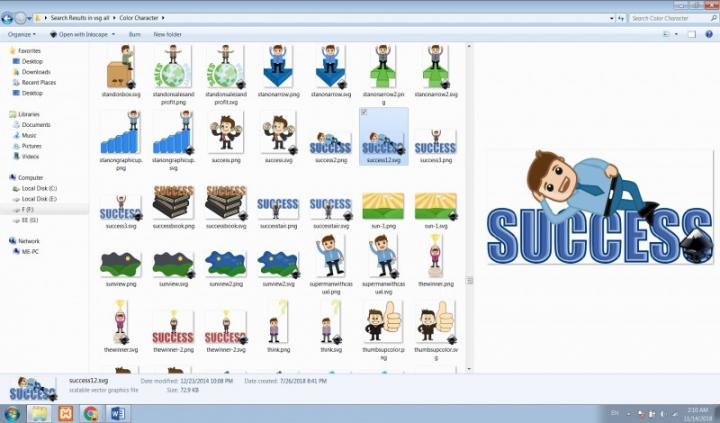 Search Results in vsg all ▸ Color Character ▸
Search Color Character
Organize
Open with Inkscape
Burn
New folder
Favorites
Desktop
Downloads
Recent Places
Desktop
Libraries
Documents
Music
Pictures
Videos
Computer
Local Disk (C:)
Local Disk (E:)
F (F:)
EE (G:)
Network
ME-PC
standonbox.svg
standonsalesandprofit.png
standonsalesandprofit.svg
stanonarrow.png
stanonarrow.svg
stanonarrow2.png
stanonarrow2.svg
stanongraphicup.png
stanongraphicup.svg
success.png
success.svg
success2.png
success12.svg
success3.png
success3.svg
successbook.png
successbook.svg
successtair.png
successtair.svg
sun-1.png
sun-1.svg
sunview.png
sunview.svg
sunview2.png
sunview2.svg
supermanwithcasual.png
supermanwithcasual.svg
thewinner.png
thewinner.svg
thewinner-2.png
thewinner-2.svg
think.png
think.svg
thumbsupcolor.png
thumbsupcolor.svg
SUCCESS
success12.svg
Date modified: 12/23/2014 10:08 PM
Date created: 7/26/2018 8:41 PM
scalable vector graphics file
Size: 72.9 KB
EN
2:10 AM
11/14/2018